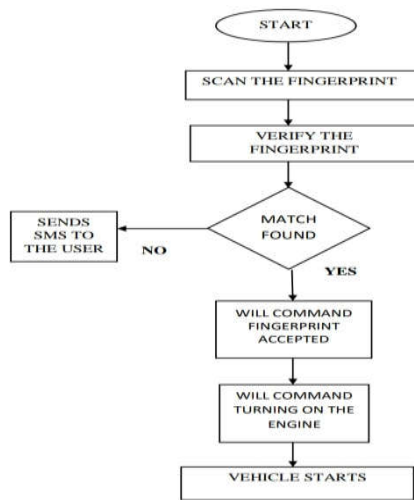 START
SCAN THE FINGERPRINT
VERIFY THE
FINGERPRINT
MATCH
FOUND
SENDS
SMS TO
THE USER
NO
YES
WILL COMMAND
FINGERPRINT
ACCEPTED
WILL COMMAND
TURNING ON THE
ENGINE
VEHICLE STARTS